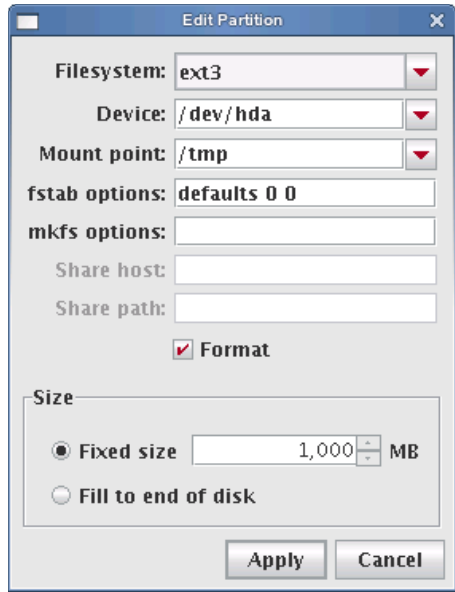 Edit Partition
Filesystem: ext3
Device: /dev/hda
Mount point: /tmp
fstab options: defaults 0 0
mkfs options:
Share host:
Share path:
Format
Size
Fixed size 1,000 MB
Fill to end of disk
Apply Cancel